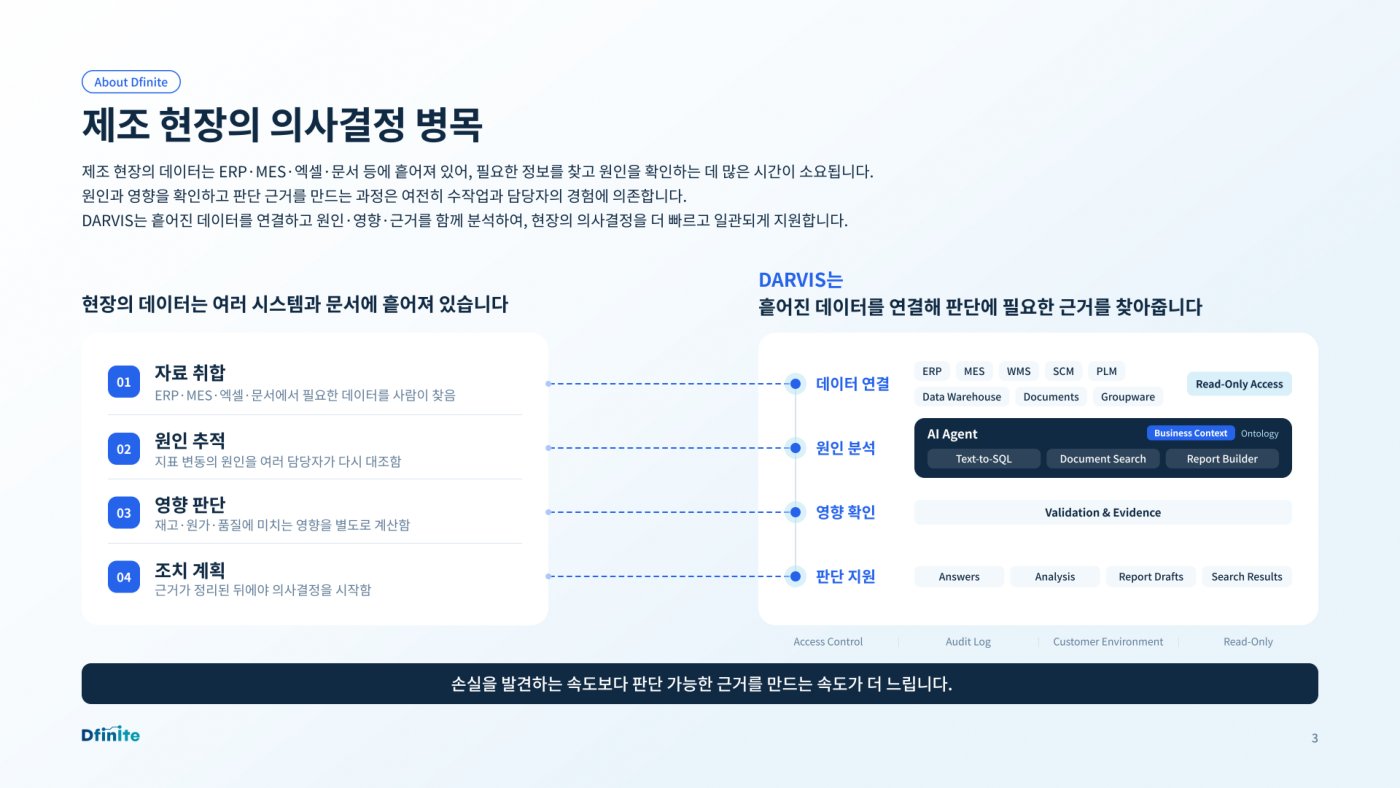 About Dfinite
제조 현장의 의사결정 병목
제조 현장의 데이터는 ERP·MES·엑셀·문서 등에 흩어져 있어, 필요한 정보를 찾고 원인을 확인하는 데 많은 시간이 소요됩니다.
원인과 영향을 확인하고 판단 근거를 만드는 과정은 여전히 수작업과 담당자의 경험에 의존합니다.
DARVIS는 흩어진 데이터를 연결하고 원인·영향·근거를 함께 분석하여, 현장의 의사결정을 더 빠르고 일관되게 지원합니다.
현장의 데이터는 여러 시스템과 문서에 흩어져 있습니다
01
자료 취합
ERP·MES·엑셀·문서에서 필요한 데이터를 사람이 찾음
02
원인 추적
지표 변동의 원인을 여러 담당자가 다시 대조함
03
영향 판단
재고·원가·품질에 미치는 영향을 별도로 계산함
04
조치 계획
근거가 정리된 뒤에야 의사결정을 시작함
DARVIS는
흩어진 데이터를 연결해 판단에 필요한 근거를 찾아줍니다
데이터 연결
ERP MES WMS SCM PLM
Data Warehouse Documents Groupware
Read-Only Access
원인 분석
AI Agent Business Context Ontology
Text-to-SQL Document Search Report Builder
영향 확인
Validation & Evidence
판단 지원
Answers Analysis Report Drafts Search Results
Access Control Audit Log Customer Environment Read-Only
손실을 발견하는 속도보다 판단 가능한 근거를 만드는 속도가 더 느립니다.
Dfinite
3